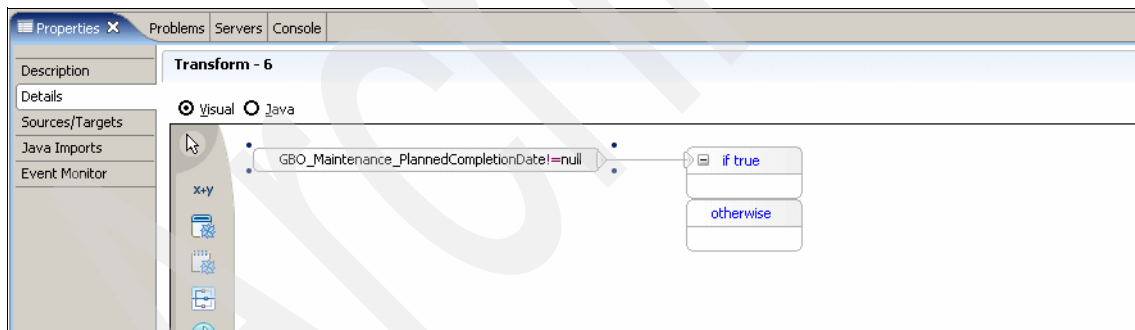 Properties Problems Servers Console
Description
Transform - 6
Details
Visual Java
Sources/Targets
Java Imports
GBO_Maintenance_PlannedCompletionDate!=null
if true
Event Monitor
x+y
otherwise